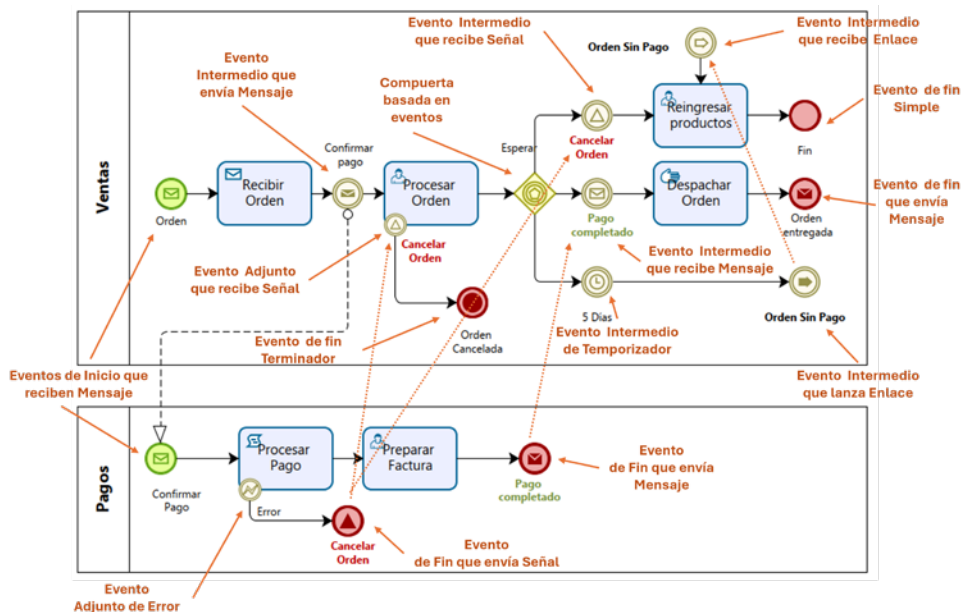 Evento Intermedio
que recibe Señal
Orden Sin Pago
Evento Intermedio
que recibe Enlace
Evento
Intermedio que
envía Mensaje
Compuerta
basada en
eventos
Evento de fin
Simple
Reingresar
productos
Confirmar
pago
Esperar
Cancelar
Orden
Fin
Ventas
Recibir
Orden
Procesar
Orden
Despachar
Orden
Evento de fin
que envía
Mensaje
Orden
Pago
completado
Orden
entregada
Cancelar
Orden
Evento Intermedio
que recibe Mensaje
Evento Adjunto
que recibe Señal
5 Dias
Orden Sin Pago
Evento de fin
Terminador
Orden
Cancelada
Evento Intermedio
de Temporizador
Eventos de Inicio que
reciben Mensaje
Evento Intermedio
que lanza Enlace
Pagos
Procesar
Pago
Preparar
Factura
Evento
de Fin que envía
Mensaje
Confirmar
Pago
Pago
completado
Error
Cancelar
Orden
Evento
de Fin que envía Señal
Evento
Adjunto de Error